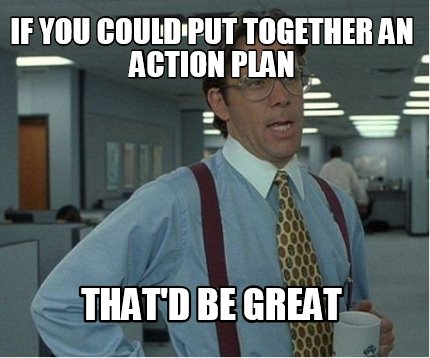 IF YOU COULD PUT TOGETHER AN
ACTION PLAN
THAT'D BE GREAT